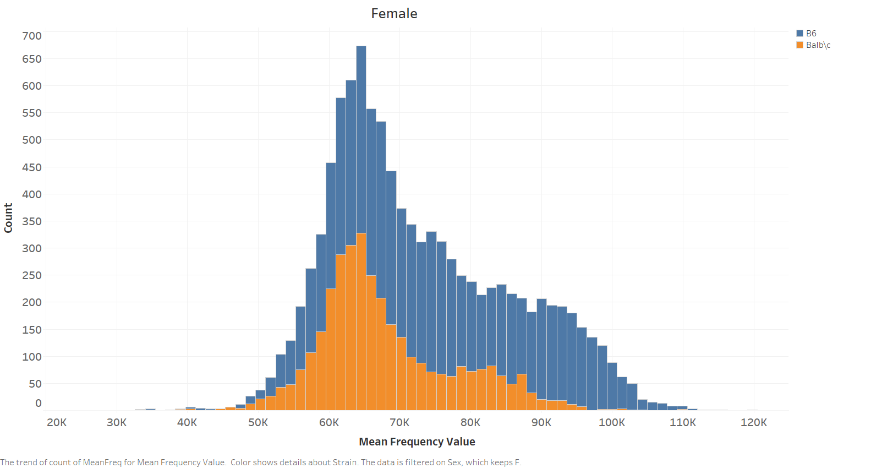 Female
B6
Balb\c
700
650
600
550
500
450
400
350
300
250
200
150
100
50
0
Count
20K 30K 40K 50K 60K 70K 80K 90K 100K 110K 120K
Mean Frequency Value
The trend of count of MeanFreq for Mean Frequency Value. Color shows details about Strain. The data is filtered on Sex, which keeps F.